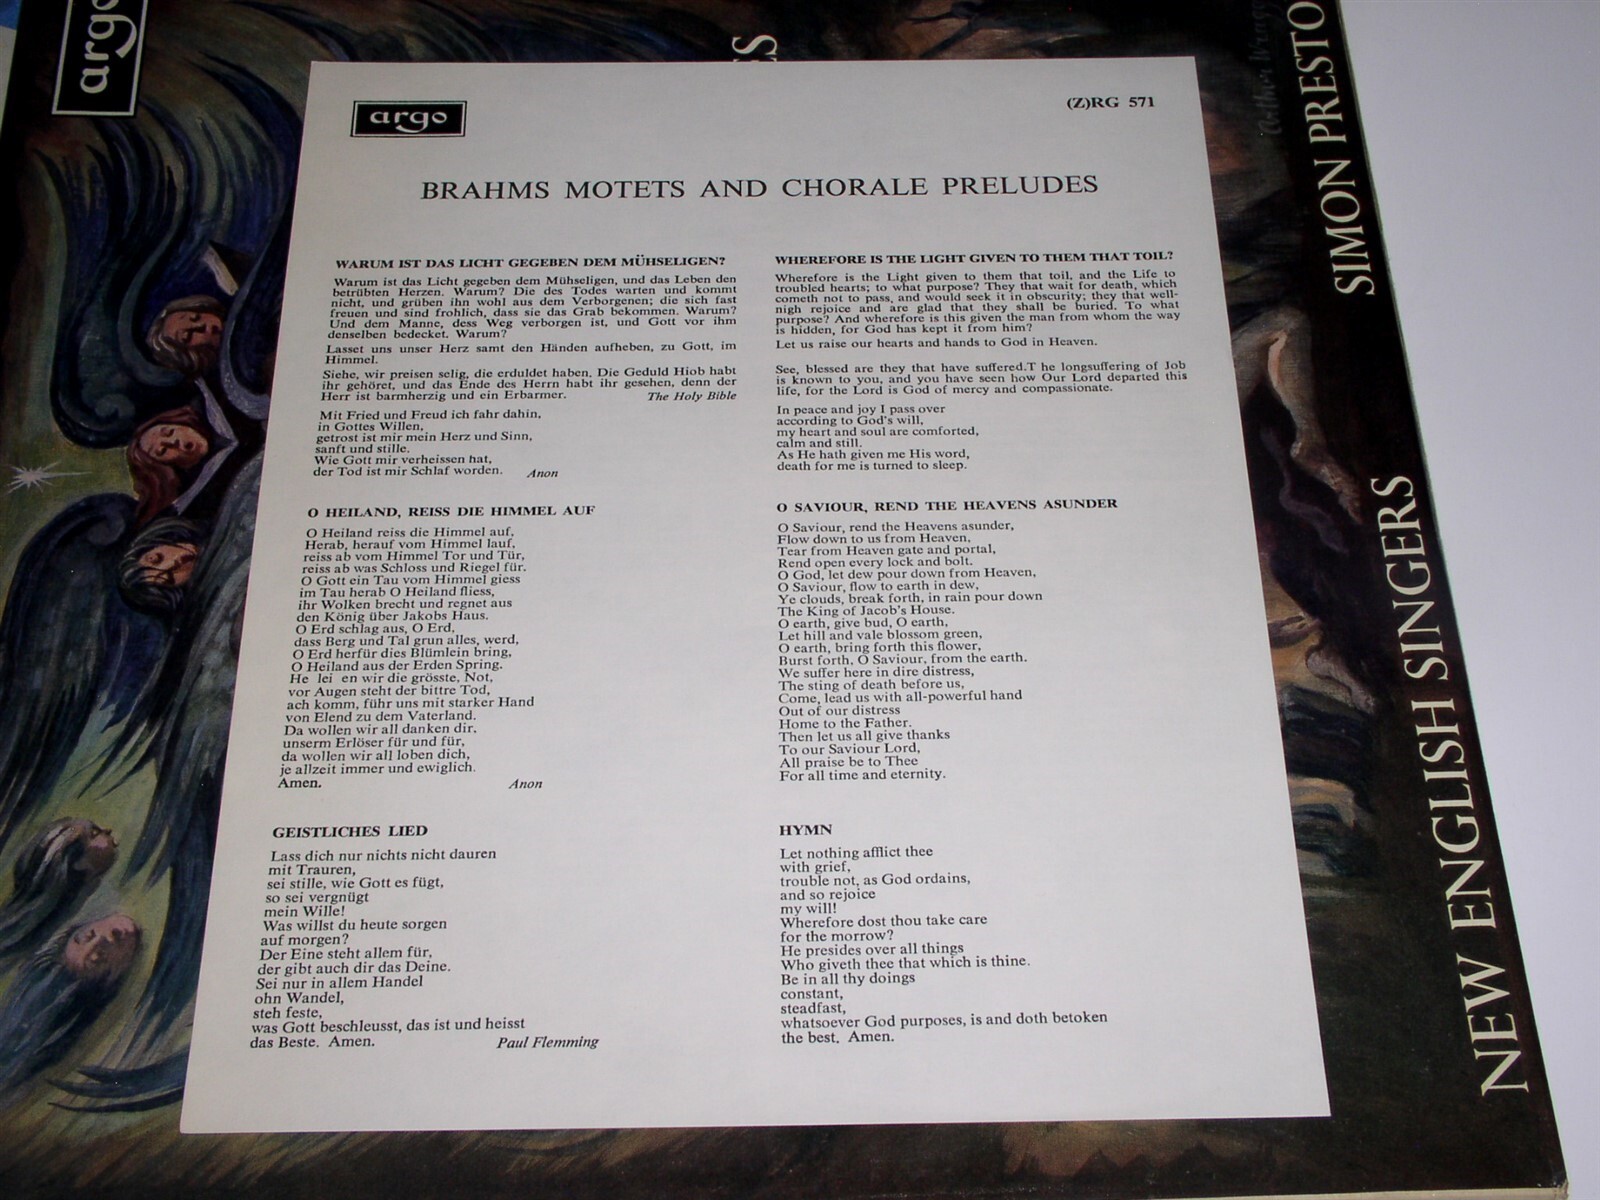 argo
(Z)RG 571
BRAHMS MOTETS AND CHORALE PRELUDES
WARUM IST DAS LICHT GEGEBEN DEM MÜHSELIGEN?
Warum ist das Licht gegeben dem Mühseligen, und das Leben den
betrübten Herzen. Warum? Die des Todes warten und kommt
nicht, und grüben ihn wohl aus dem Verborgenen; die sich fast
freuen und sind frohlich, dass sie das Grab bekommen. Warum?
Und dem Manne, dess Weg verborgen ist, und Gott vor ihm
denselben bedecket. Warum?
Lasset uns unser Herz samt den Händen aufheben, zu Gott, im
Himmel.
Siehe, wir preisen selig, die erduldet haben. Die Geduld Hiob habt
ihr gehöret, und das Ende des Herrn habt ihr gesehen, denn der
Herr ist barmherzig und ein Erbarmer. The Holy Bible
Mit Fried und Freud ich fahr dahin,
in Gottes Willen,
getrost ist mir mein Herz und Sinn,
sanft und stille.
Wie Gott mir verheissen hat,
der Tod ist mir Schlaf worden. Anon
O HEILAND, REISS DIE HIMMEL AUF
O Heiland reiss die Himmel auf,
Herab, herauf vom Himmel lauf,
reiss ab vom Himmel Tor und Tür,
reiss ab was Schloss und Riegel für.
O Gott ein Tau vom Himmel giess
im Tau herab O Heiland fliess,
ihr Wolken brecht und regnet aus
den König über Jakobs Haus.
O Erd schlag aus, O Erd,
dass Berg und Tal grun alles, werd,
O Erd herfür dies Blümlein bring,
O Heiland aus der Erden Spring.
He lei en wir die grösste, Not,
vor Augen steht der bittre Tod,
ach komm, führ uns mit starker Hand
von Elend zu dem Vaterland.
Da wollen wir all danken dir,
unserm Erlöser für und für,
da wollen wir all loben dich,
je allzeit immer und ewiglich.
Amen. Anon
GEISTLICHES LIED
Lass dich nur nichts nicht dauren
mit Trauren,
sei stille, wie Gott es fügt,
so sei vergnügt
mein Wille!
Was willst du heute sorgen
auf morgen?
Der Eine steht allem für,
der gibt auch dir das Deine.
Sei nur in allem Handel
ohn Wandel,
steh feste,
was Gott beschleusst, das ist und heisst
das Beste. Amen. Paul Flemming
WHEREFORE IS THE LIGHT GIVEN TO THEM THAT TOIL?
Wherefore is the Light given to them that toil, and the Life to
troubled hearts; to what purpose? They that wait for death, which
cometh not to pass, and would seek it in obscurity; they that well-
nigh rejoice and are glad that they shall be buried. To what
purpose? And wherefore is this given the man from whom the way
is hidden, for God has kept it from him?
Let us raise our hearts and hands to God in Heaven.
See, blessed are they that have suffered.T he longsuffering of Job
is known to you, and you have seen how Our Lord departed this
life, for the Lord is God of mercy and compassionate.
In peace and joy I pass over
according to God's will,
my heart and soul are comforted,
calm and still.
As He hath given me His word,
death for me is turned to sleep.
O SAVIOUR, REND THE HEAVENS ASUNDER
O Saviour, rend the Heavens asunder,
Flow down to us from Heaven,
Tear from Heaven gate and portal,
Rend open every lock and bolt.
O God, let dew pour down from Heaven,
O Saviour, flow to earth in dew,
Ye clouds, break forth, in rain pour down
The King of Jacob's House.
O earth, give bud, O earth,
Let hill and vale blossom green,
O earth, bring forth this flower,
Burst forth, O Saviour, from the earth.
We suffer here in dire distress,
The sting of death before us,
Come, lead us with all-powerful hand
Out of our distress
Home to the Father.
Then let us all give thanks
To our Saviour Lord,
All praise be to Thee
For all time and eternity.
HYMN
Let nothing afflict thee
with grief,
trouble not, as God ordains,
and so rejoice
my will!
Wherefore dost thou take care
for the morrow?
He presides over all things
Who giveth thee that which is thine.
Be in all thy doings
constant,
steadfast,
whatsoever God purposes, is and doth betoken
the best. Amen.
argo
SIMON PRESTO
NEW ENGLISH SINGERS